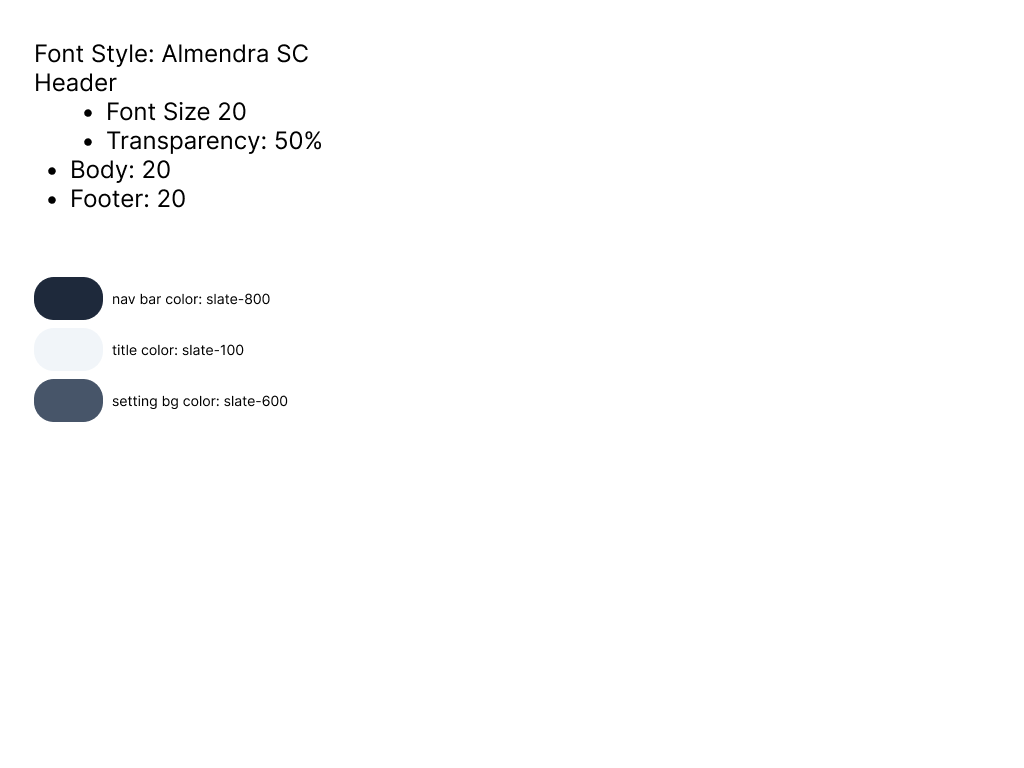 Font Style: Almendra SC
Header
• Font Size 20
• Transparency: 50%
• Body: 20
• Footer: 20
nav bar color: slate-800
title color: slate-100
setting bg color: slate-600